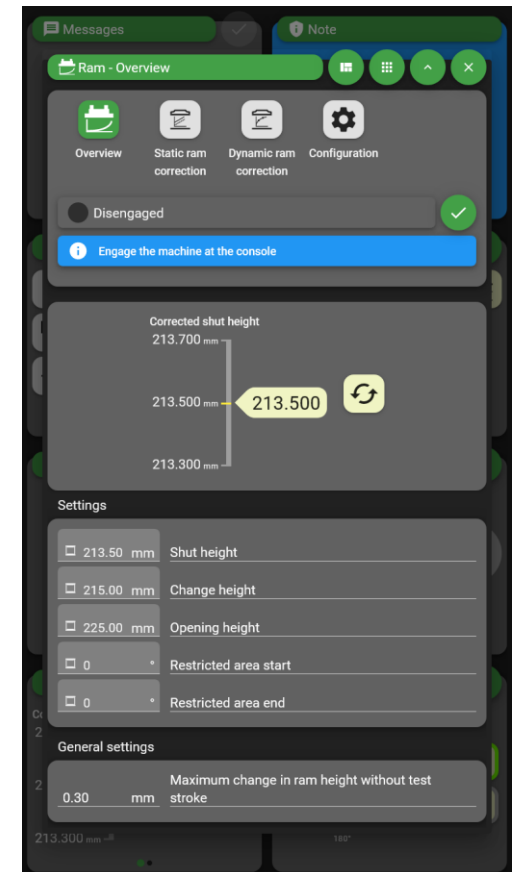 Messages
Note
Ram - Overview
Overview
Static ram
correction
Dynamic ram
correction
Configuration
Disengaged
Engage the machine at the console
Corrected shut height
213.700 mm
213.500 mm
213.500
213.300 mm
Settings
213.50 mm Shut height
215.00 mm Change height
225.00 mm Opening height
0 ° Restricted area start
0 ° Restricted area end
General settings
Maximum change in ram height without test
0.30 mm stroke
213.300 mm
180°